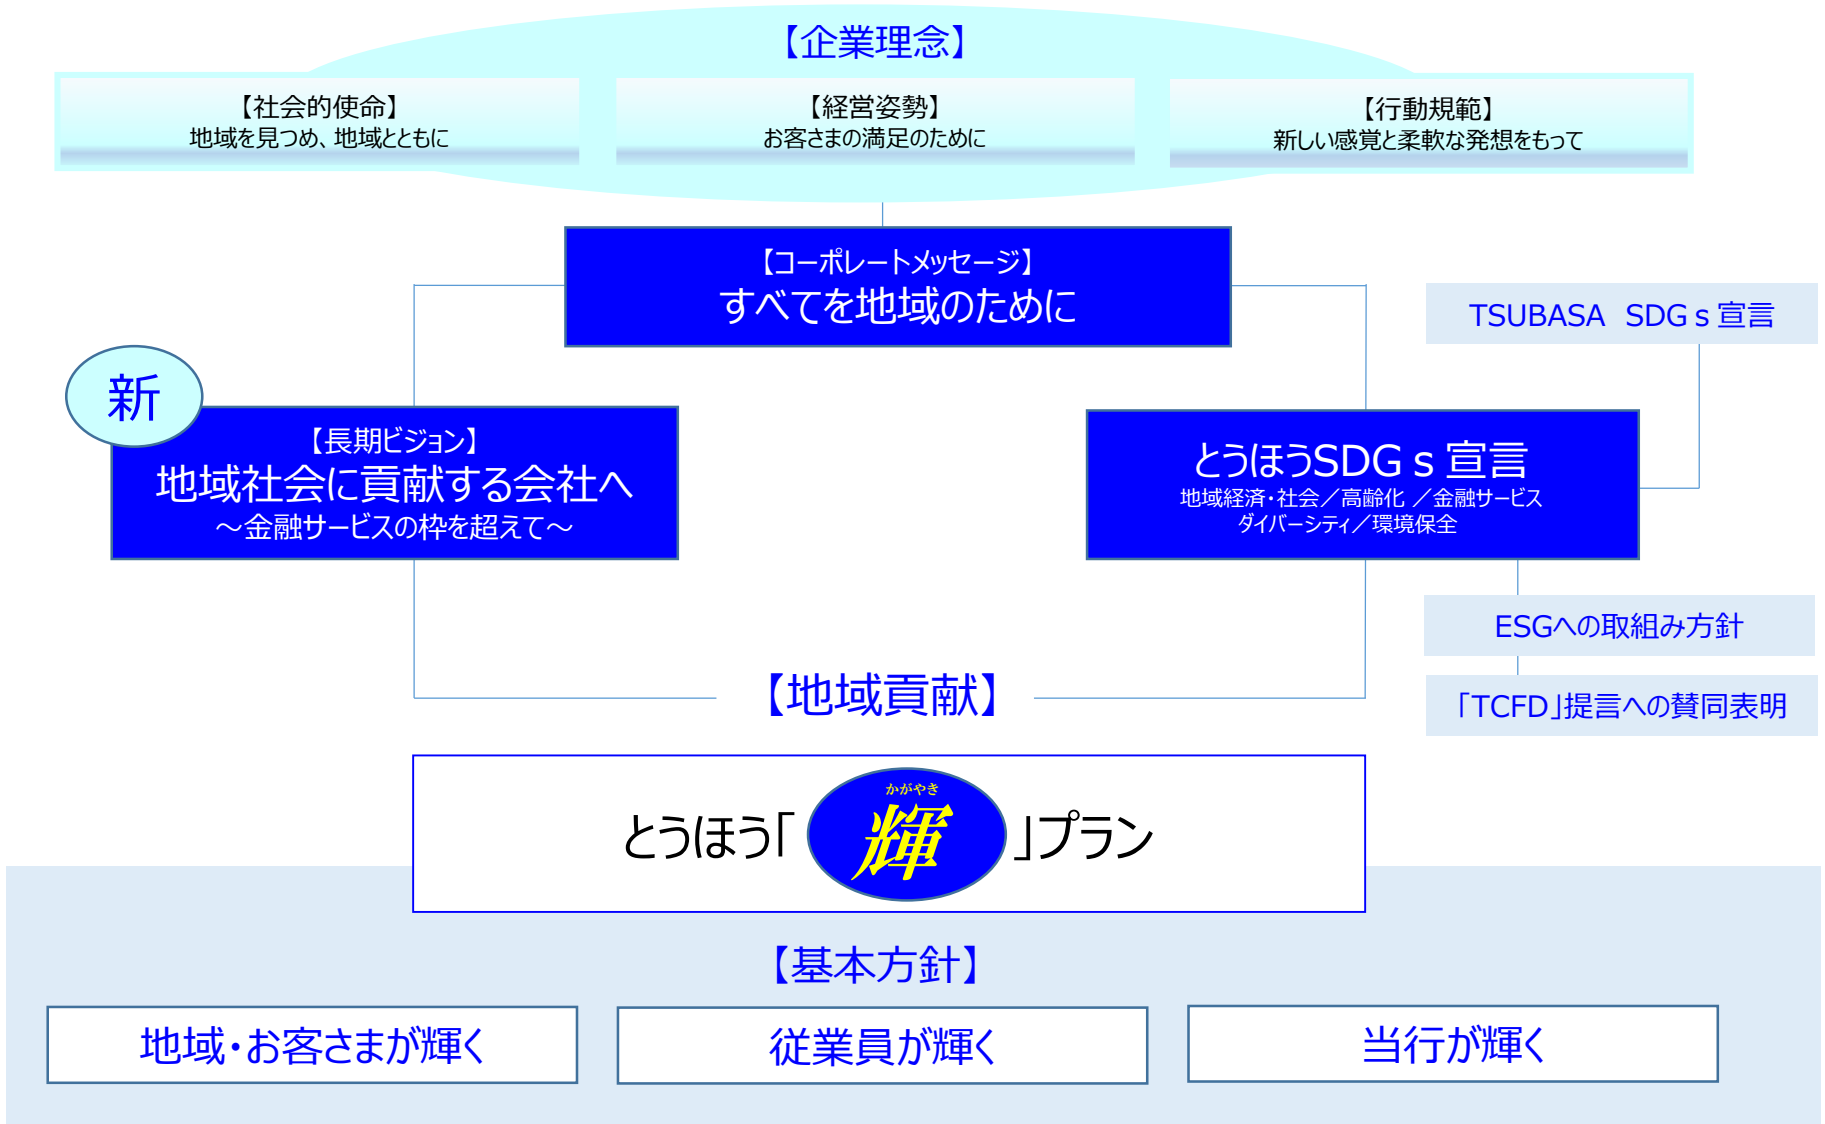 【企業理念】
【社会的使命】
地域を見つめ、地域とともに
【経営姿勢】
お客さまの満足のために
【行動規範】
新しい感覚と柔軟な発想をもって
【コーポレートメッセージ】
すべてを地域のために
TSUBASA　SDGｓ宣言
新
【長期ビジョン】
地域社会に貢献する会社へ
～金融サービスの枠を超えて～
とうほうSDGｓ宣言
地域経済・社会／高齢化／金融サービス
ダイバーシティ／環境保全
ESGへの取組み方針
「TCFD」提言への賛同表明
【地域貢献】
かがやき
とうほう「輝」プラン
【基本方針】
地域・お客さまが輝く
従業員が輝く
当行が輝く